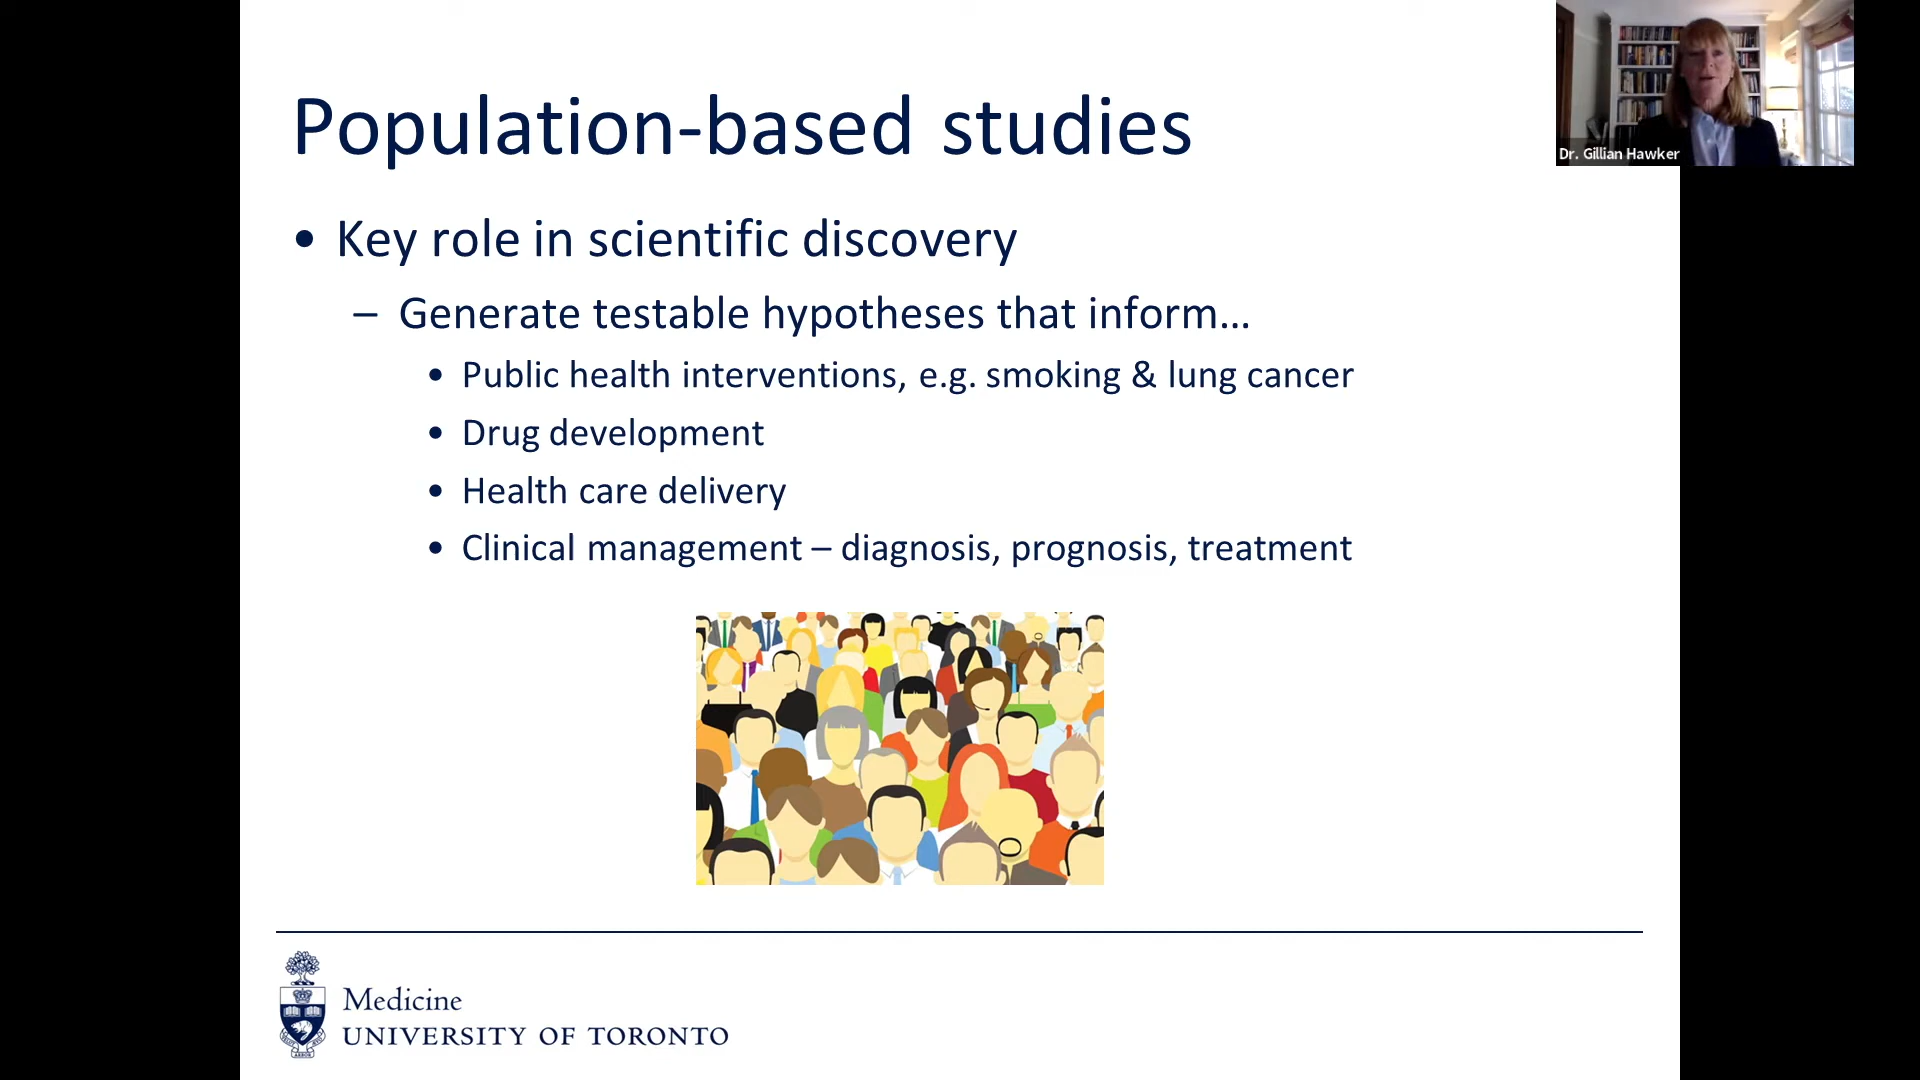 Population-based studies
• Key role in scientific discovery
– Generate testable hypotheses that inform…
• Public health interventions, e.g. smoking & lung cancer
• Drug development
• Health care delivery
• Clinical management – diagnosis, prognosis, treatment
Dr. Gillian Hawker
Medicine
UNIVERSITY OF TORONTO